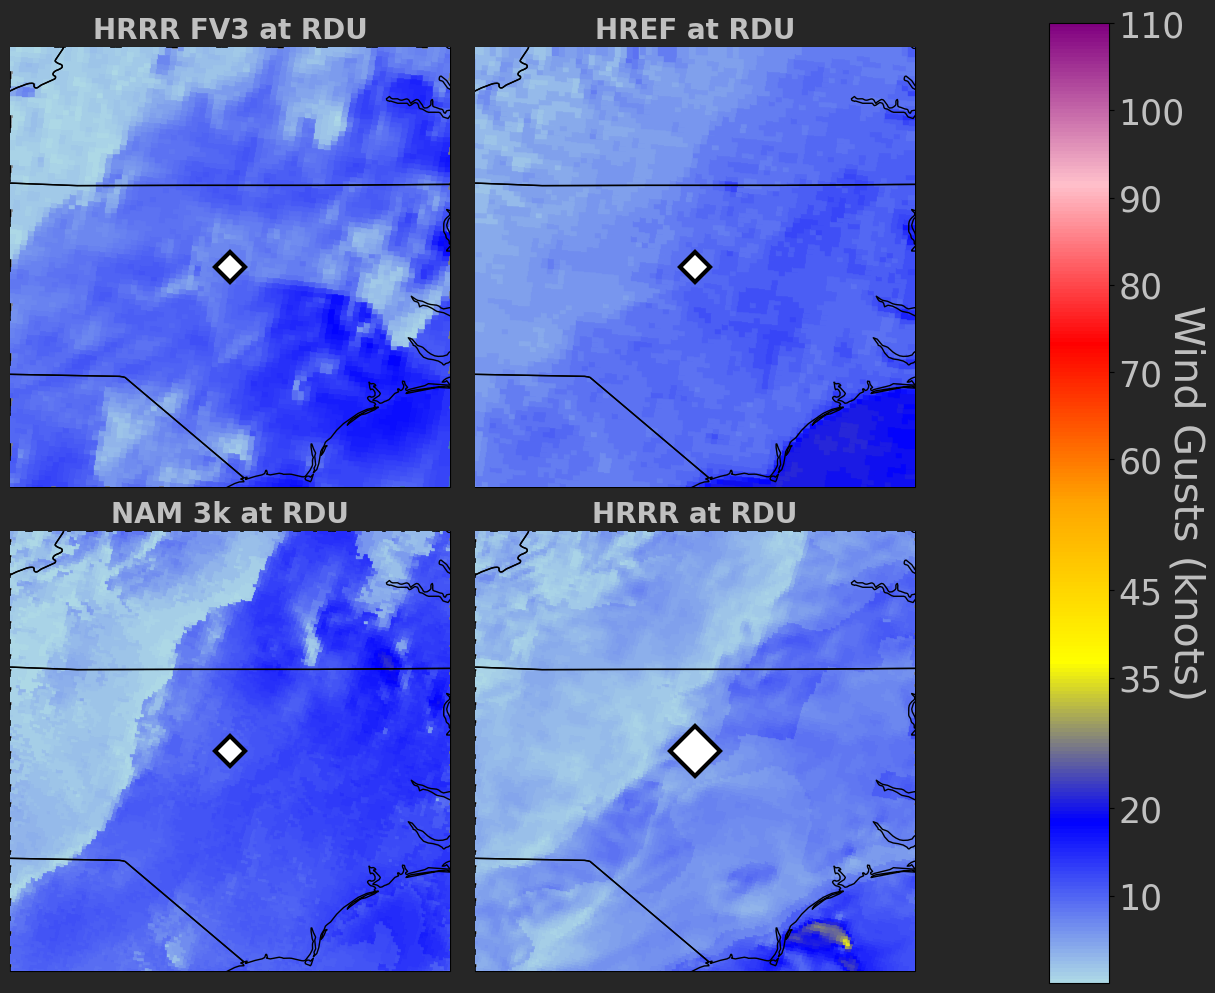 HRRR FV3 at RDU
HREF at RDU
NAM 3k at RDU
HRRR at RDU
110
100
90
80
70
60
45
35
20
10
Wind Gusts (knots)